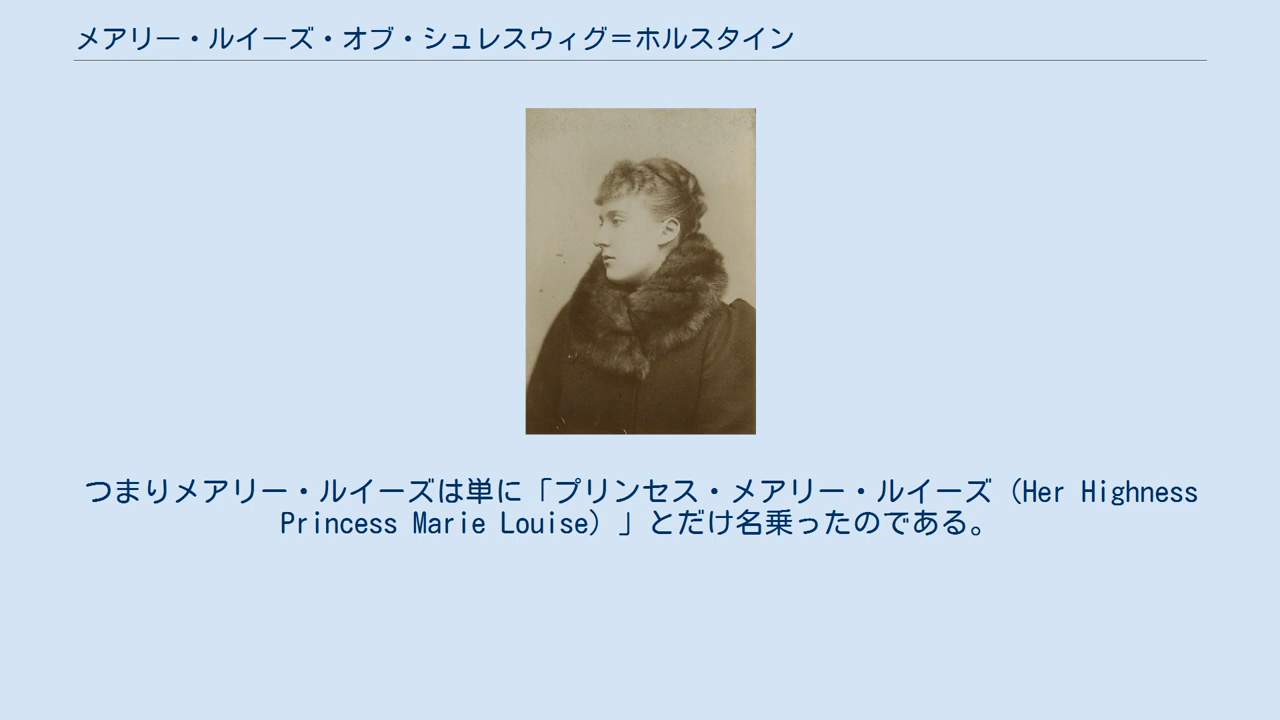 メアリー・ルイーズ・オブ・シュレスウィグ＝ホルスタイン
つまりメアリー・ルイーズは単に「プリンセス・メアリー・ルイーズ（Her Highness
Princess Marie Louise）」とだけ名乗ったのである。